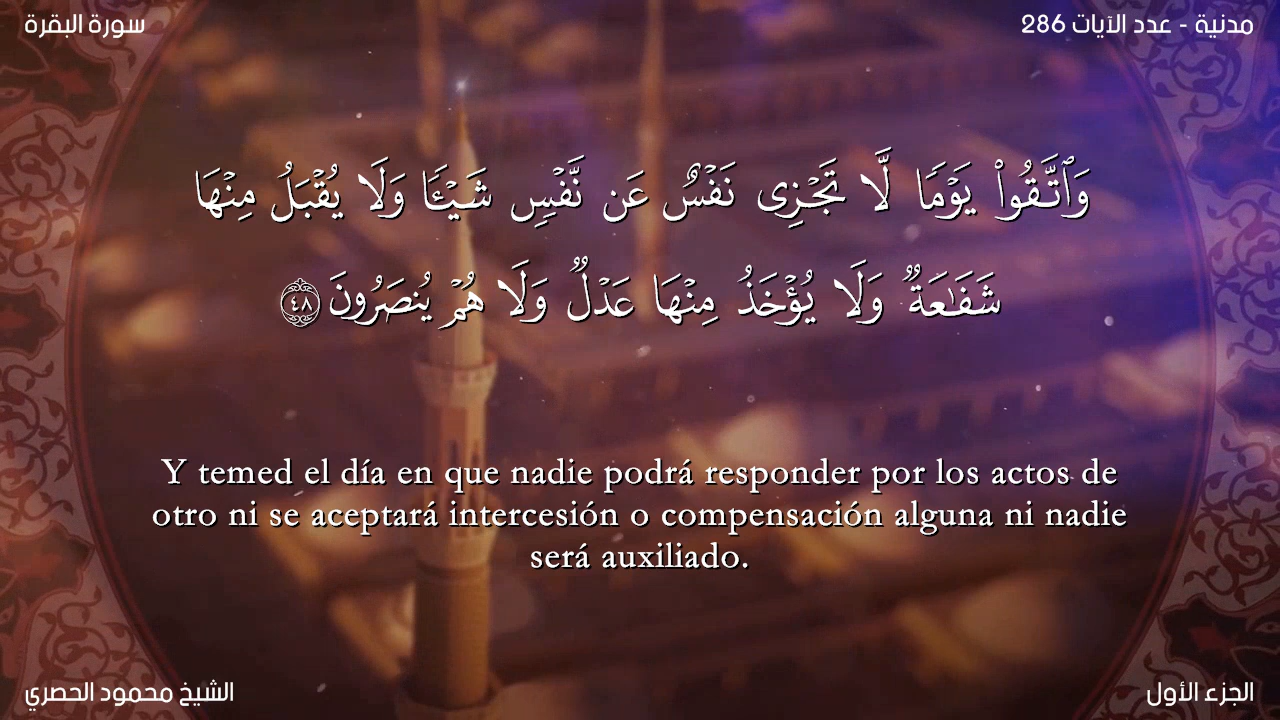 سورة البقرة
مدنية - عدد الآيات 286
وَٱتَّقُوا۟ يَوْمًا لَّا تَجْزِى نَفْسٌ عَن نَّفْسٍ شَيْـًٔا وَلَا يُقْبَلُ مِنْهَا
شَفَـٰعَةٌ وَلَا يُؤْخَذُ مِنْهَا عَدْلٌ وَلَا هُمْ يُنصَرُونَ ٤٨
Y temed el día en que nadie podrá responder por los actos de
otro ni se aceptará intercesión o compensación alguna ni nadie
será auxiliado.
الشيخ محمود الحصري
الجزء الأول